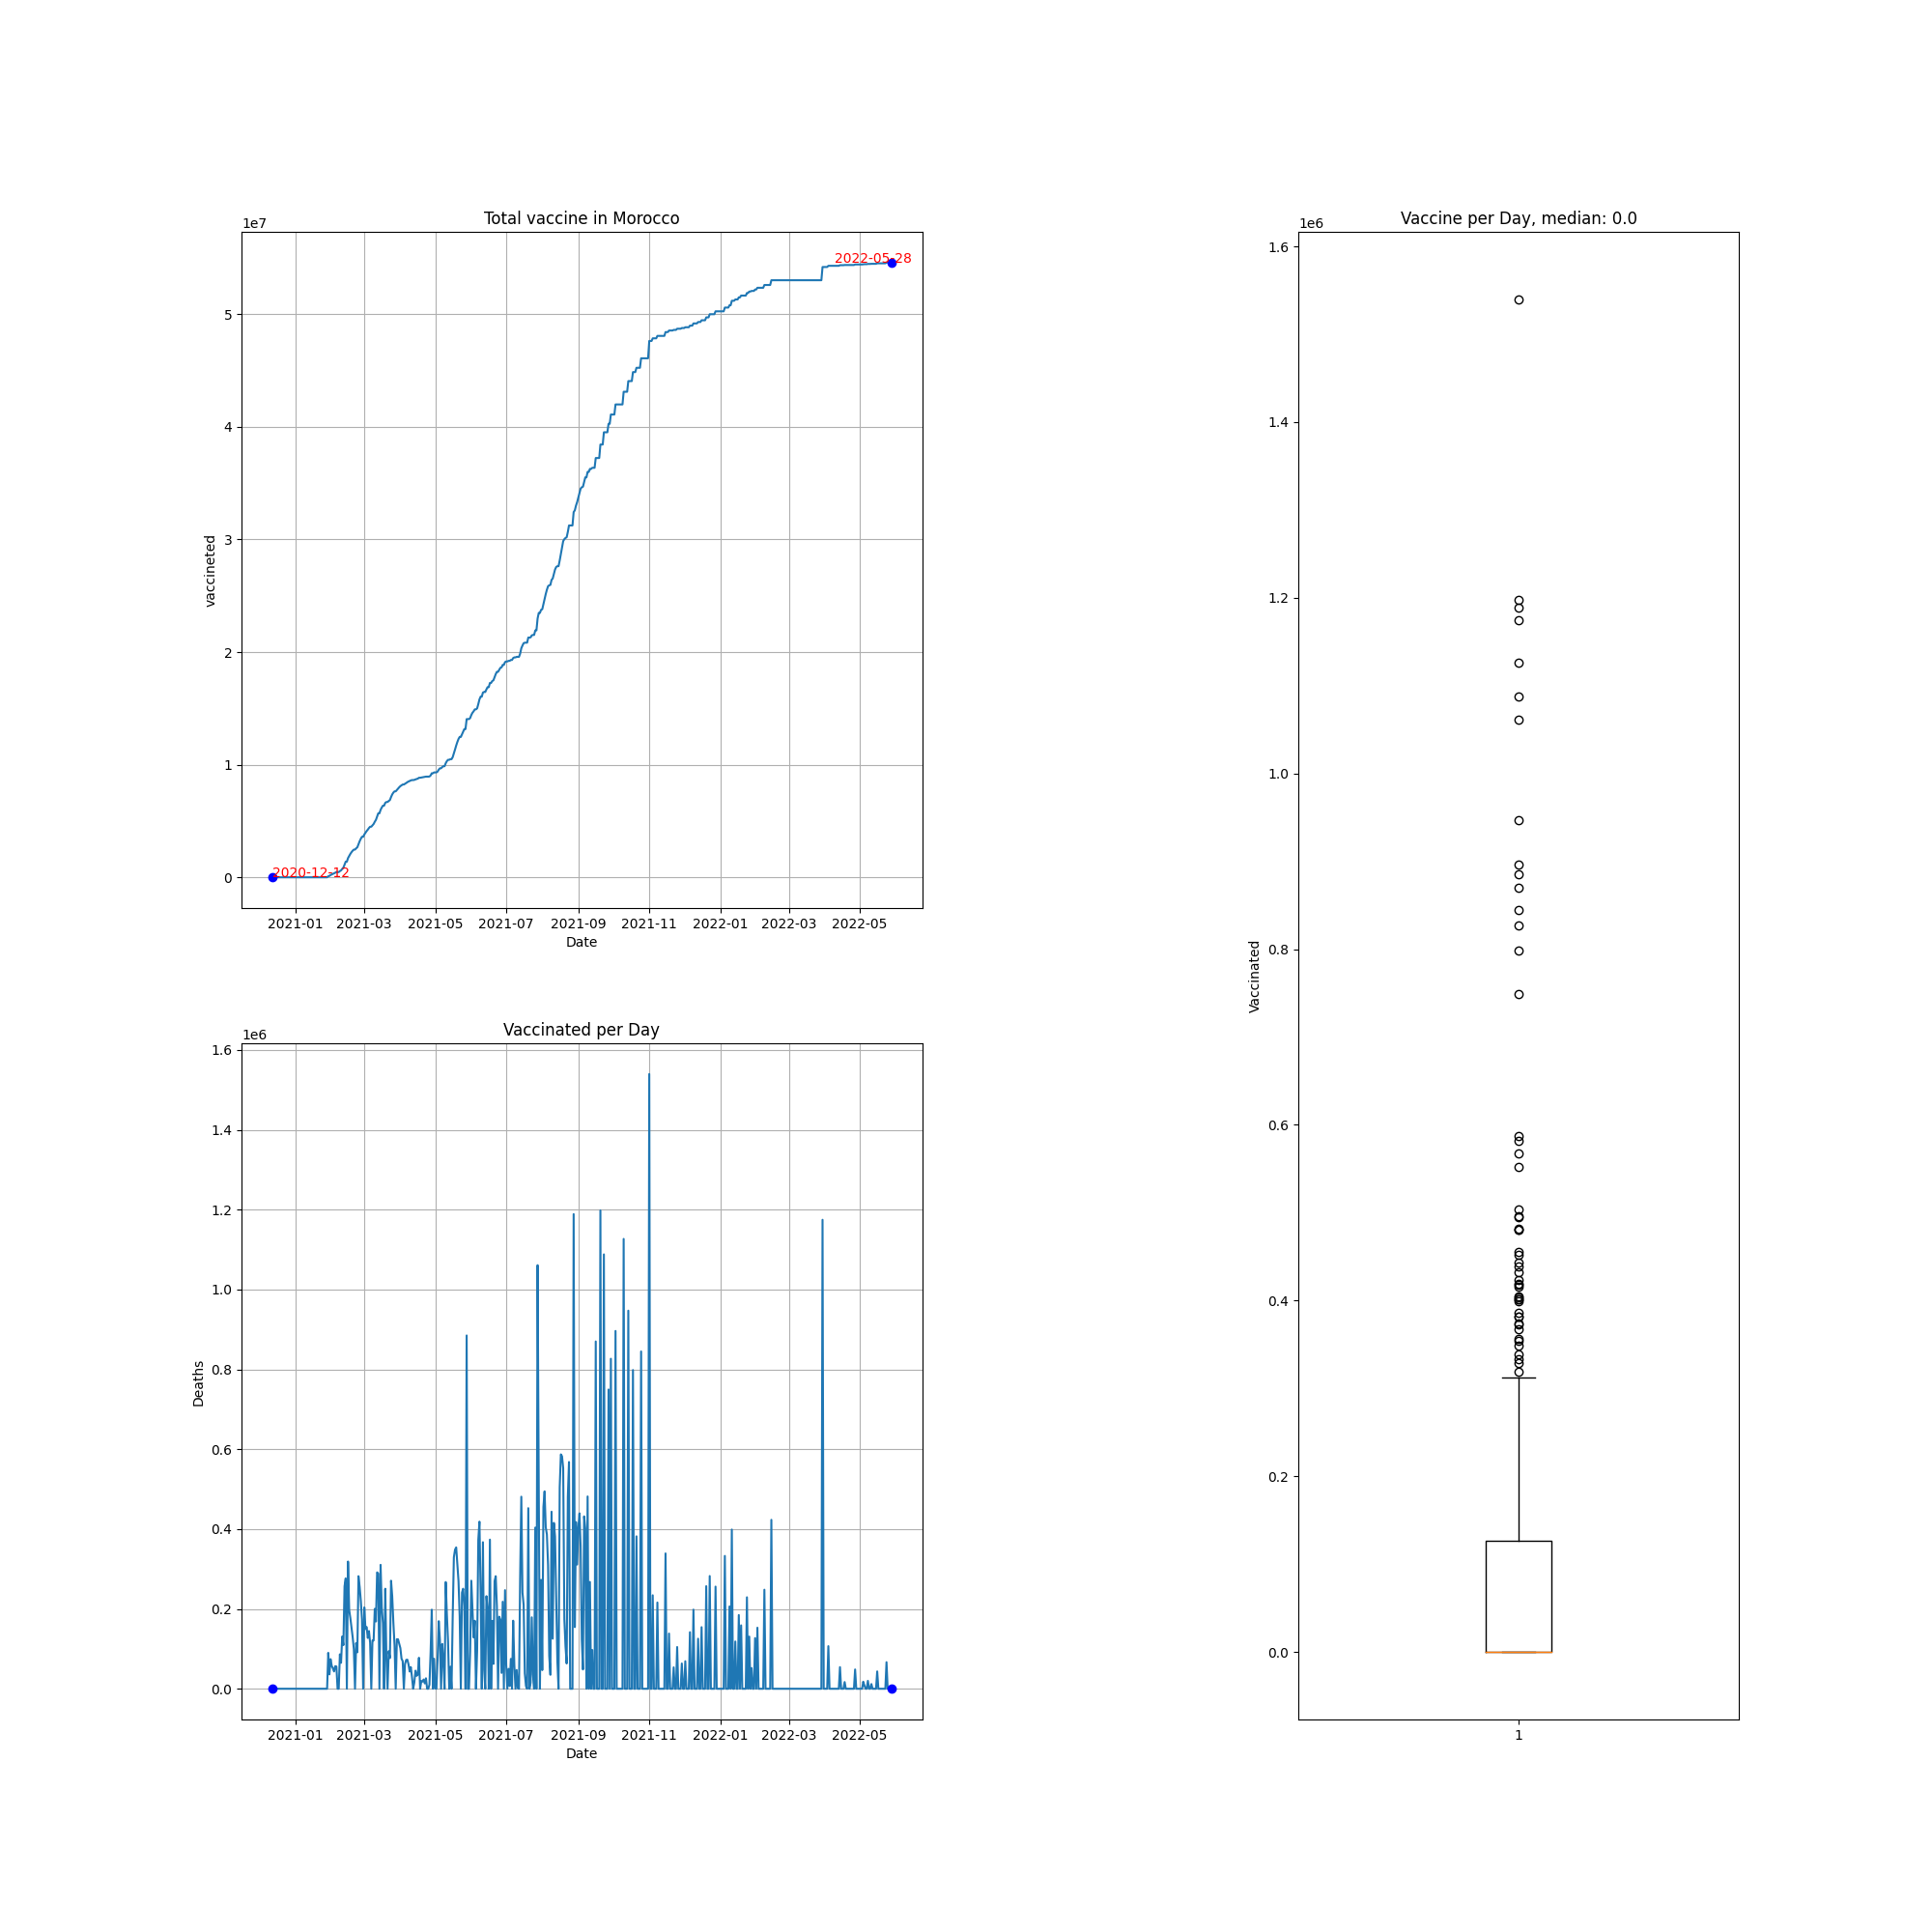 Total vaccine in Morocco
1e7
5
4
3
2
1
0
vaccineted
2020-12-12
2022-05-28
2021-01 2021-03 2021-05 2021-07 2021-09 2021-11 2022-01 2022-03 2022-05
Date
Vaccinated per Day
1e6
1.6
1.4
1.2
1.0
0.8
0.6
0.4
0.2
0.0
Deaths
2021-01 2021-03 2021-05 2021-07 2021-09 2021-11 2022-01 2022-03 2022-05
Date
Vaccine per Day, median: 0.0
1e6
1.6
1.4
1.2
1.0
0.8
0.6
0.4
0.2
0.0
Vaccinated
1